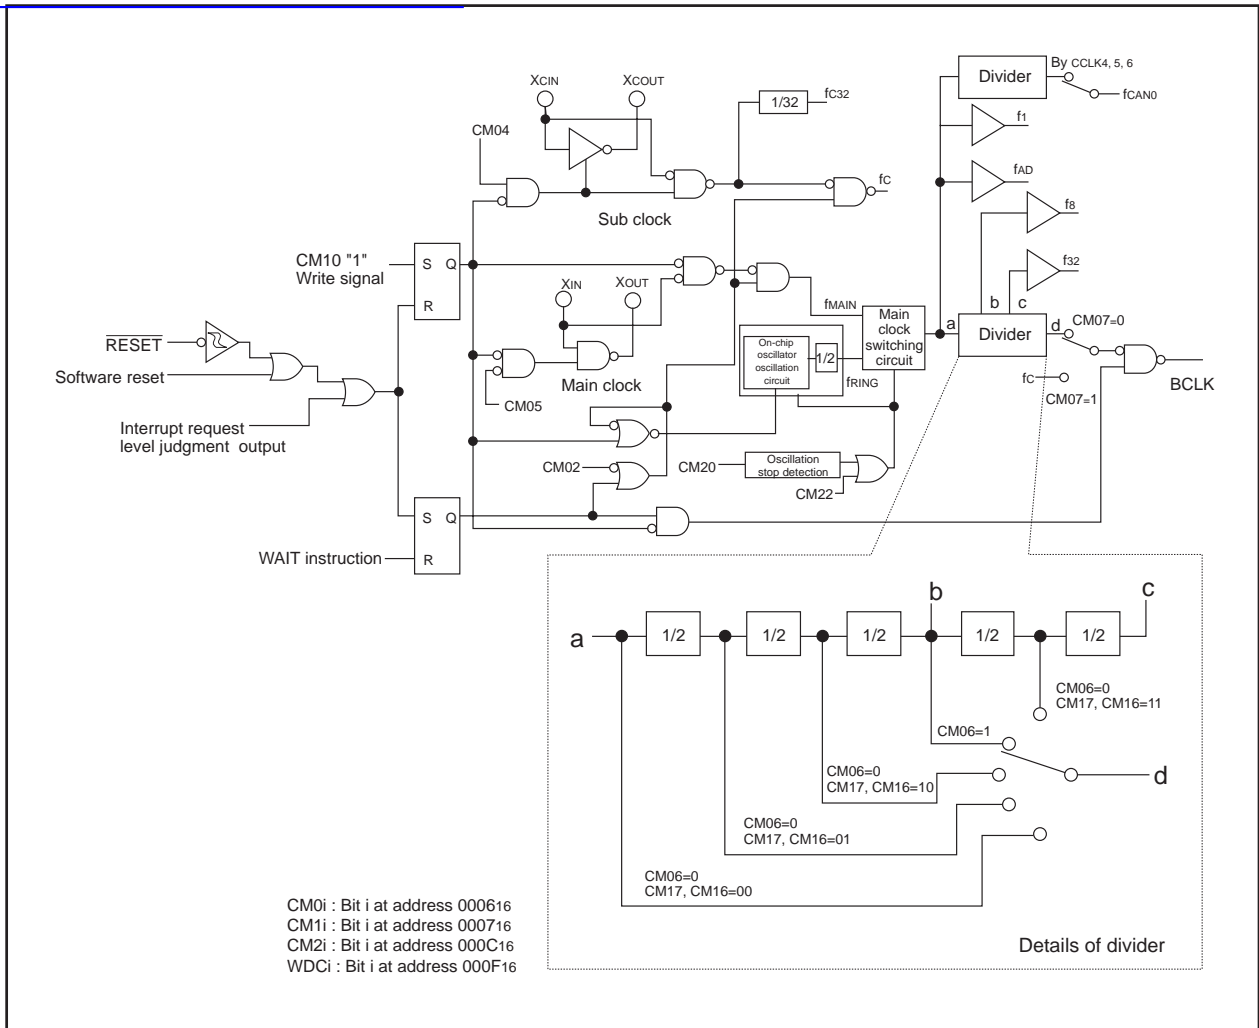 XCIN
XCOUT
CM04
1/32
fC32
Divider
By CCLK4, 5, 6
fCAN0
f1
fAD
f8
f32
fC
Sub clock
CM10 "1"
Write signal
S
Q
R
XIN
XOUT
Main clock
CM05
RESET
Software reset
Interrupt request
level judgment output
fMAIN
Main
clock
switching
circuit
On-chip
oscillator
oscillation
circuit
1/2
fRING
a
b
c
Divider
d
CM07=0
fC
CM07=1
BCLK
CM02
CM20
Oscillation
stop detection
CM22
S
Q
R
WAIT instruction
a
1/2
1/2
1/2
b
1/2
1/2
c
CM06=0
CM17, CM16=11
CM06=1
CM06=0
CM17, CM16=10
d
CM06=0
CM17, CM16=01
CM06=0
CM17, CM16=00
CM0i : Bit i at address 000616
CM1i : Bit i at address 000716
CM2i : Bit i at address 000C16
WDCi : Bit i at address 000F16
Details of divider